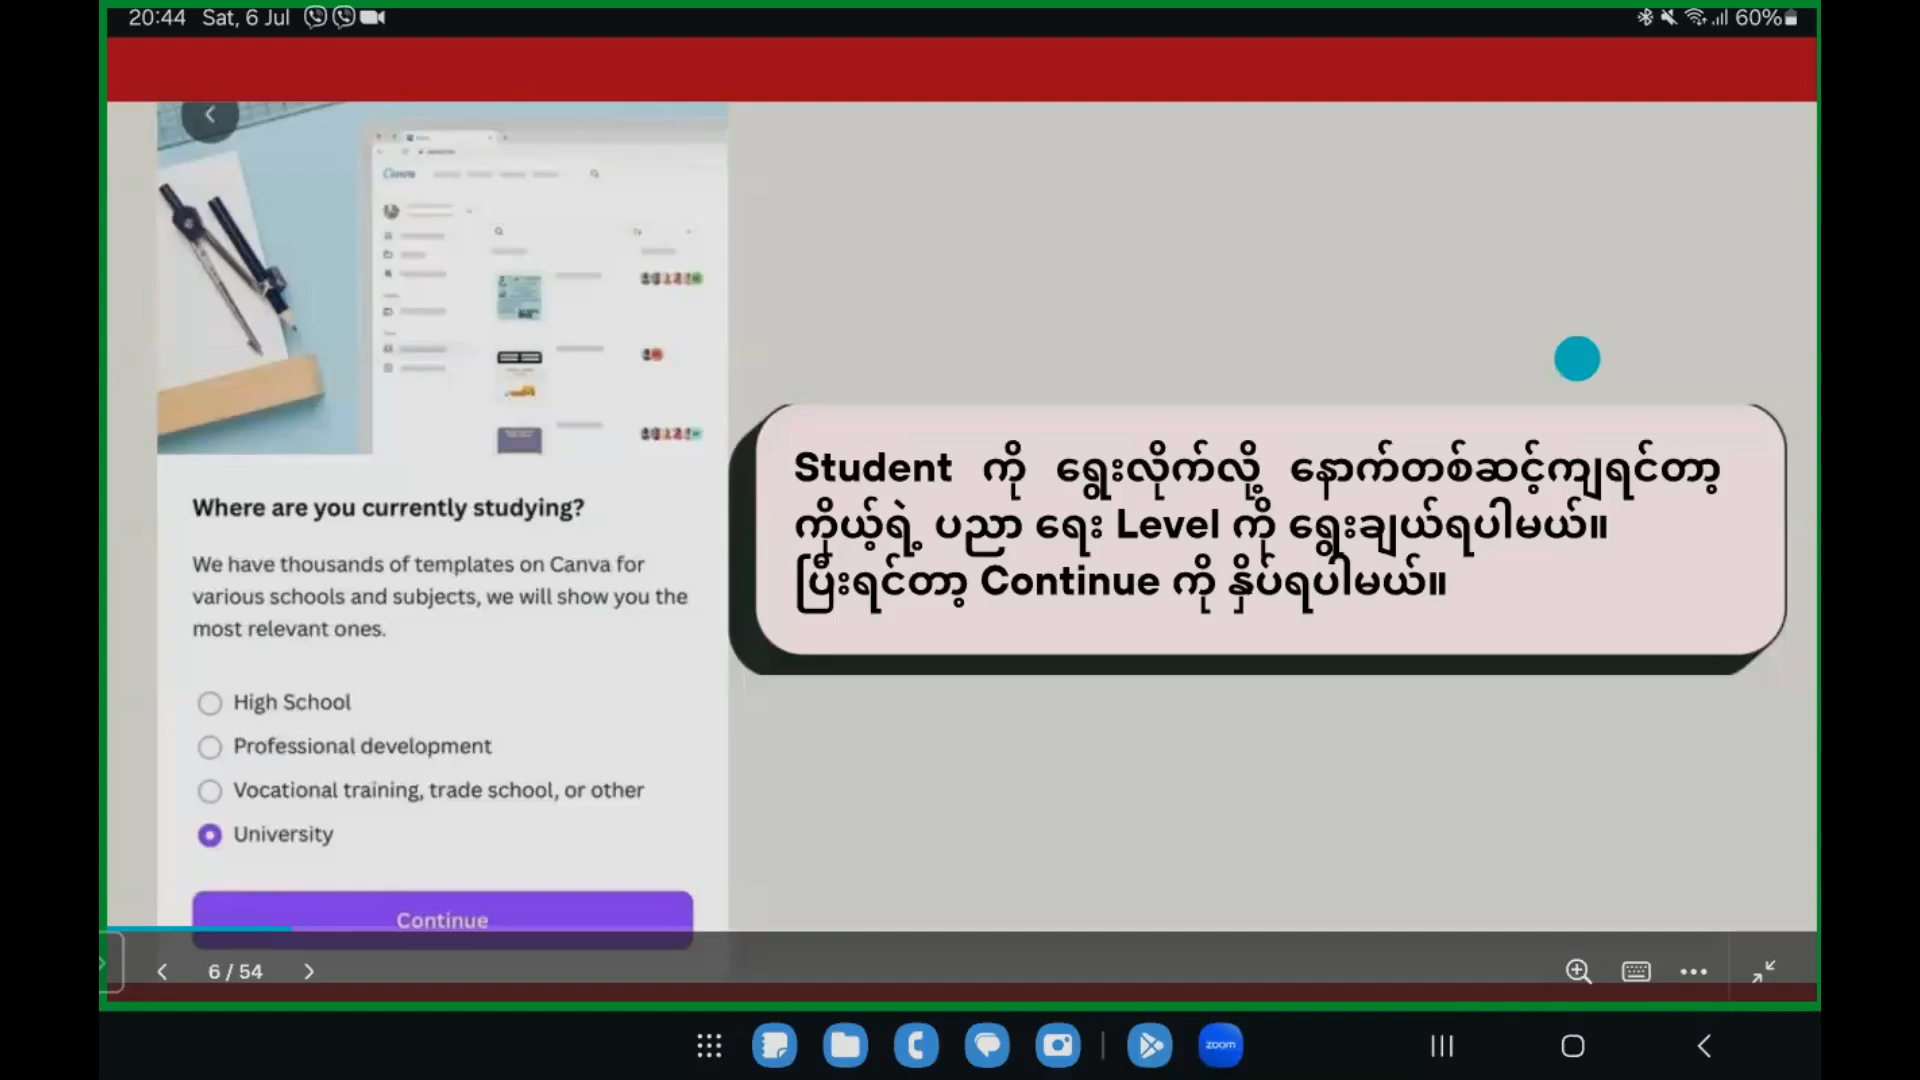 20:44 Sat, 6 Jul
60%
Canva
Where are you currently studying?
We have thousands of templates on Canva for
various schools and subjects, we will show you the
most relevant ones.
High School
Professional development
Vocational training, trade school, or other
University
Continue
Student ကို ရွေးလိုက်လို့ နောက်တစ်ဆင့်ကျရင်တော့
ကိုယ့်ရဲ့ ပညာ ရေး Level ကို ရွေးချယ်ရပါမယ်။
ပြီးရင်တော့ Continue ကို နှိပ်ရပါမယ်။
6 / 54
zoom